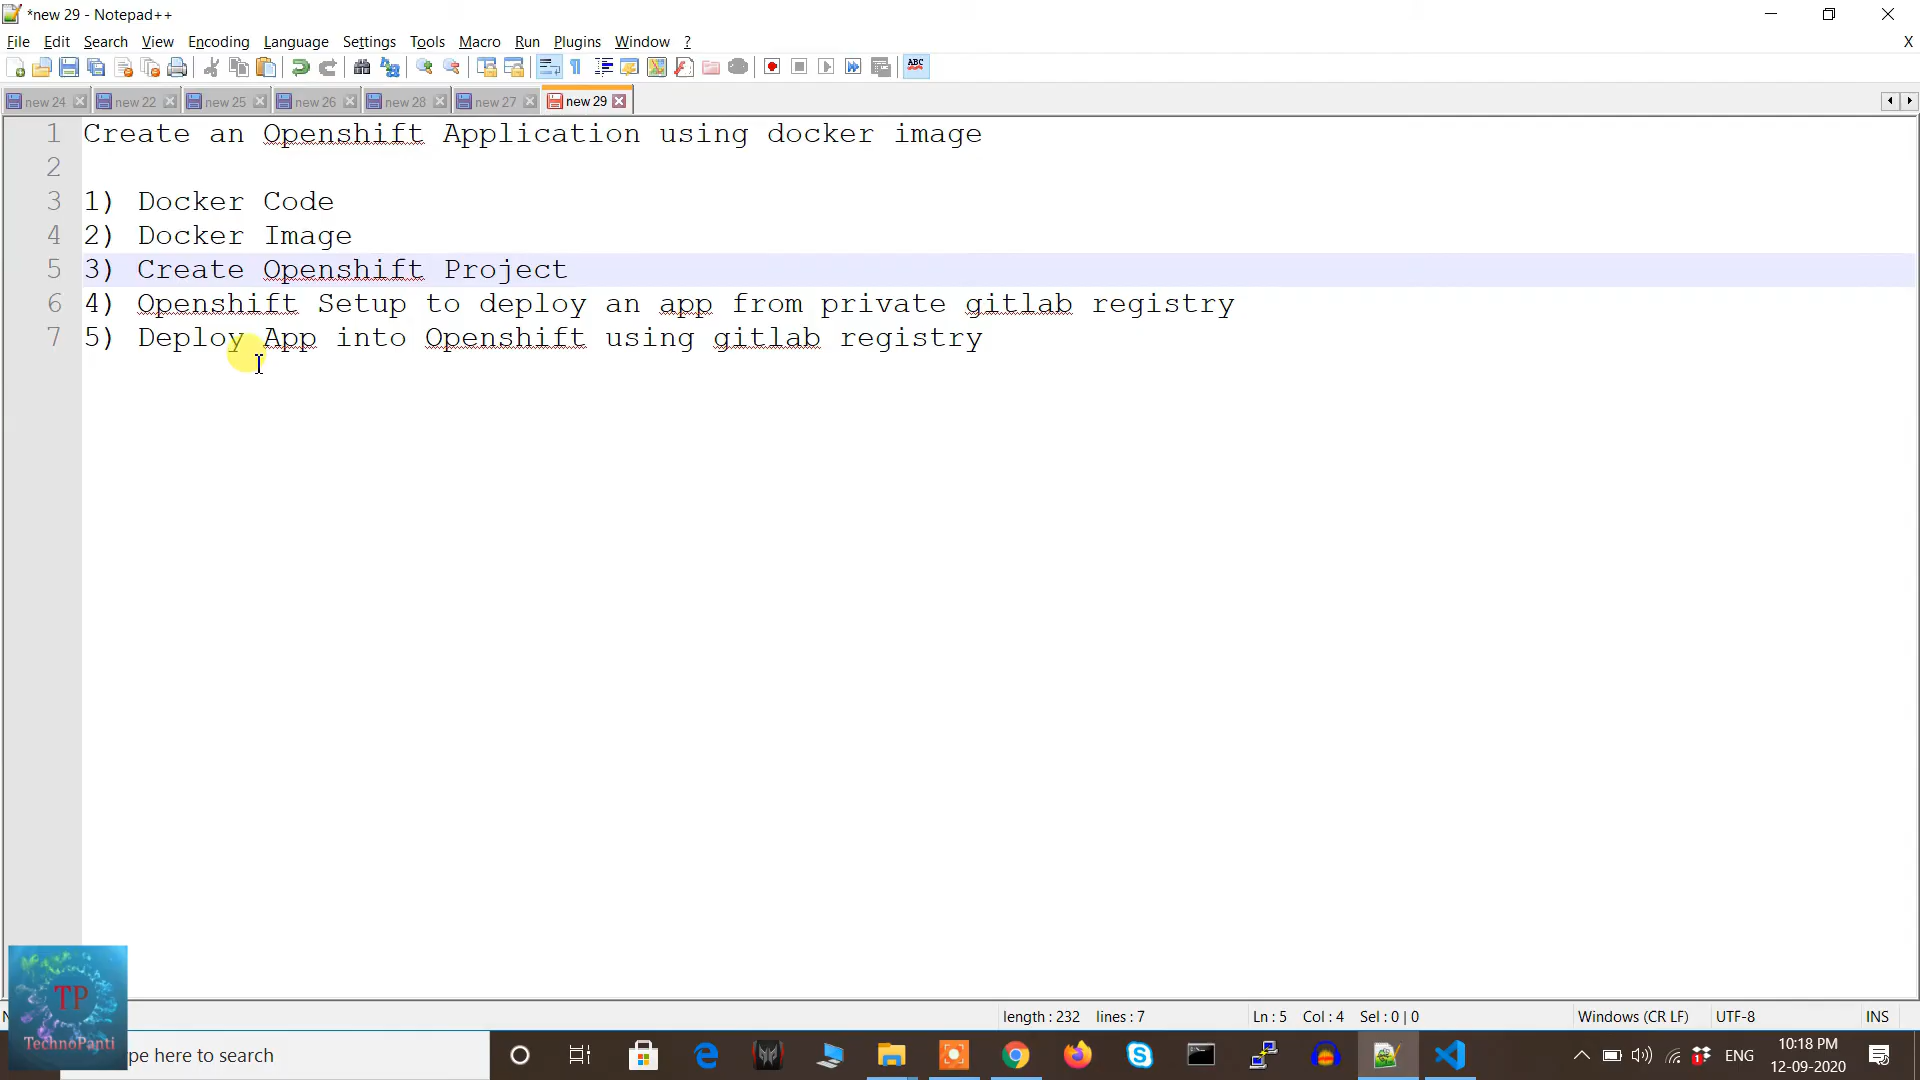 *new 29 - Notepad++
File Edit Search View Encoding Language Settings Tools Macro Run Plugins Window ? X
ABC
new 24 new 22 new 25 new 26 new 28 new 27 new 29
1 Create an Openshift Application using docker image
2
3 1) Docker Code
4 2) Docker Image
5 3) Create Openshift Project
6 4) Openshift Setup to deploy an app from private gitlab registry
7 5) Deploy App into Openshift using gitlab registry
TP
TechnoPanti
length : 232 lines : 7 Ln : 5 Col : 4 Sel : 0 | 0 Windows (CR LF) UTF-8 INS
pe here to search
1 ENG
10:18 PM
12-09-2020